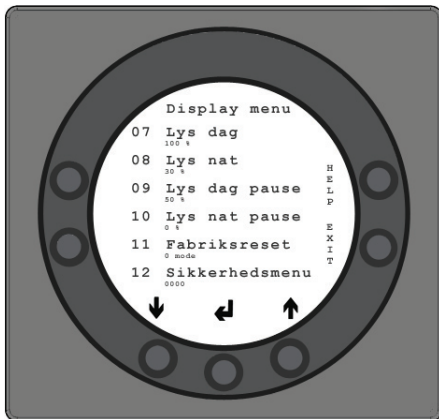 Display menu
07 Lys dag
100 %
08 Lys nat
30 %
09 Lys dag pause
50 %
10 Lys nat pause
0 %
11 Fabriksreset
0 mode
12 Sikkerhedsmenu
0000
HELP
EXIT